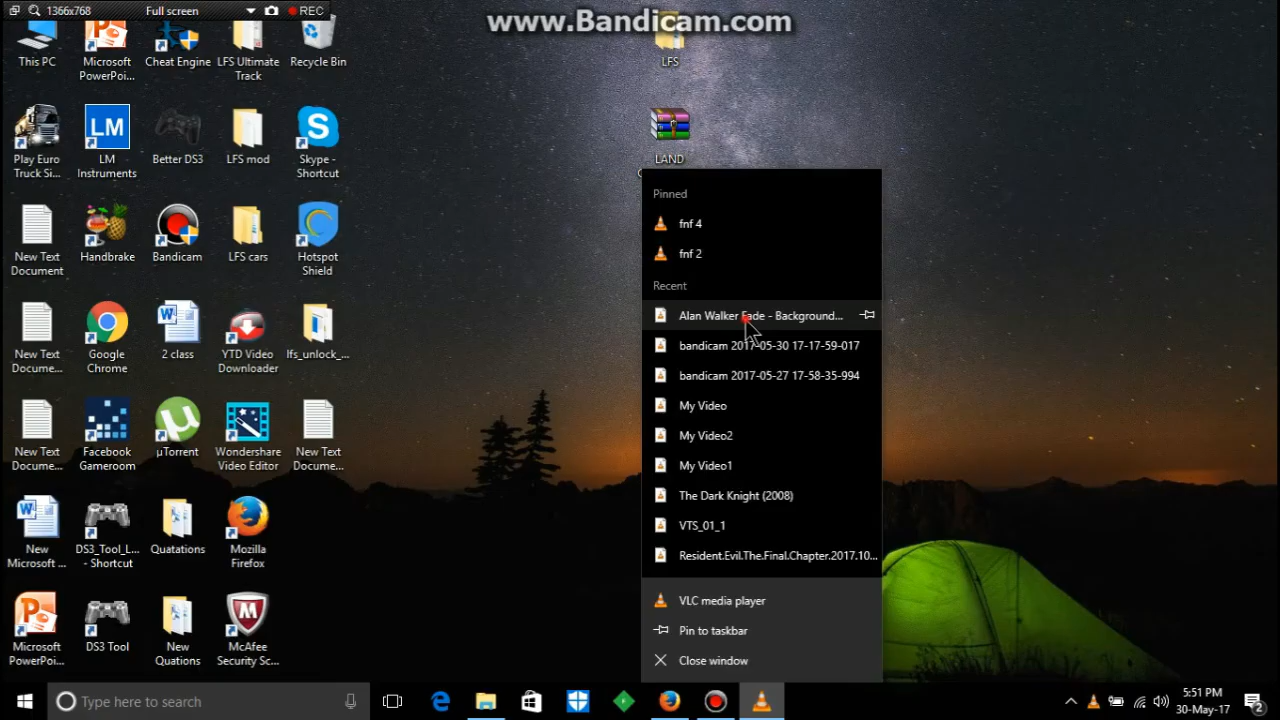 1366x768 Full screen REC
www.Bandicam.com
This PC
Microsoft
PowerPoi...
Cheat Engine
LFS Ultimate
Track
Recycle Bin
LFS
Play Euro
Truck Si...
LM
LM
Instruments
Better DS3
LFS mod
Skype -
Shortcut
LAND
New Text
Document
Handbrake
Bandicam
LFS cars
Hotspot
Shield
New Text
Docume...
Google
Chrome
2 class
YTD Video
Downloader
lfs_unlock_...
New Text
Docume...
Facebook
Gameroom
µTorrent
Wondershare
Video Editor
New Text
Docume...
New
Microsoft ...
DS3_Tool_L...
- Shortcut
Quatations
Mozilla
Firefox
Microsoft
PowerPoi...
DS3 Tool
New
Quations
McAfee
Security Sc...
Pinned
fnf 4
fnf 2
Recent
Alan Walker Fade - Background...
bandicam 2017-05-30 17-17-59-017
bandicam 2017-05-27 17-58-35-994
My Video
My Video2
My Video1
The Dark Knight (2008)
VTS_01_1
Resident.Evil.The.Final.Chapter.2017.10...
VLC media player
Pin to taskbar
Close window
Type here to search
5:51 PM
30-May-17
2